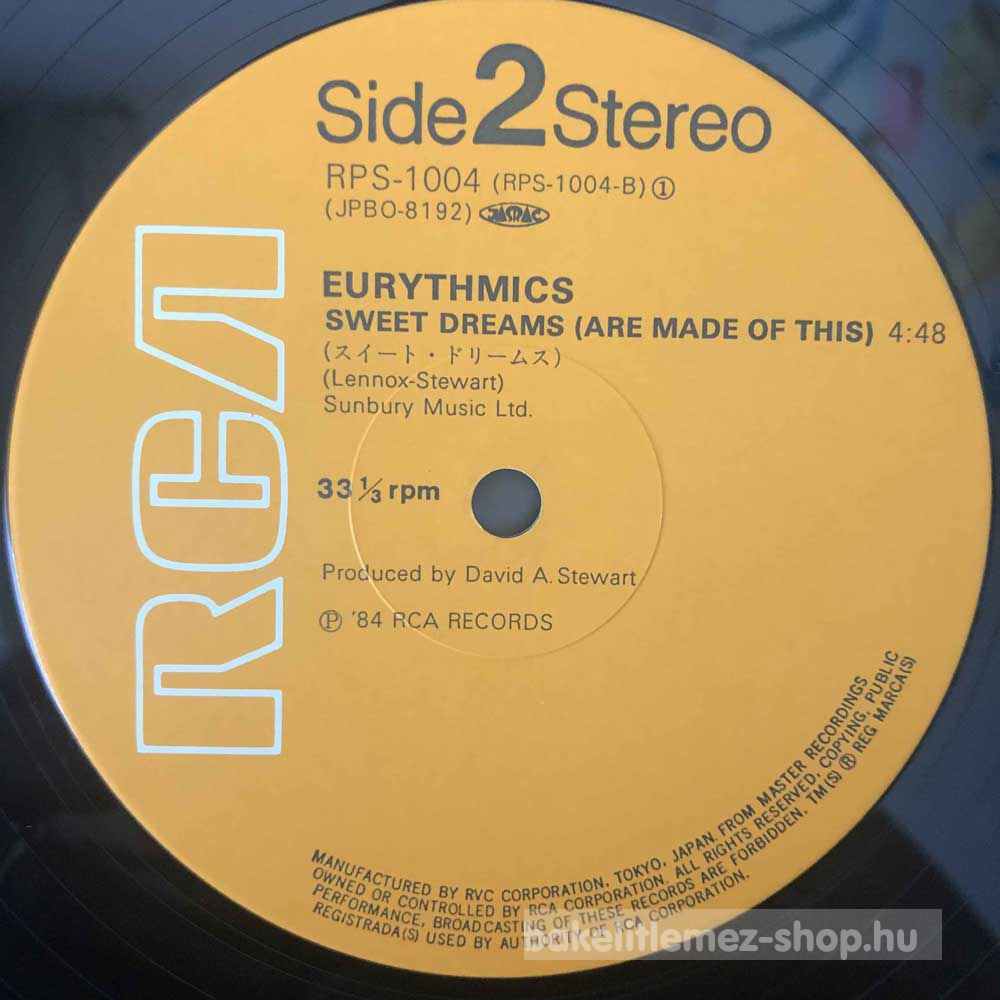 Side 2 Stereo
RPS-1004 (RPS-1004-B) ①
(JPBO-8192) JASRAC
RCA
EURYTHMICS
SWEET DREAMS (ARE MADE OF THIS) 4:48
(スイート・ドリームス)
(Lennox-Stewart)
Sunbury Music Ltd.
33 1/3 rpm
Produced by David A. Stewart
Ⓟ '84 RCA RECORDS
MANUFACTURED BY RVC CORPORATION, TOKYO, JAPAN. FROM MASTER RECORDINGS
OWNED OR CONTROLLED BY RCA CORPORATION. ALL RIGHTS RESERVED, COPYING, PUBLIC
PERFORMANCE, BROADCASTING OF THESE RECORDS ARE FORBIDDEN. TM(S) ® REG MARCA(S)
REGISTRADA(S) USED BY AUTHORITY OF RCA CORPORATION.
bakelitlemez-shop.hu